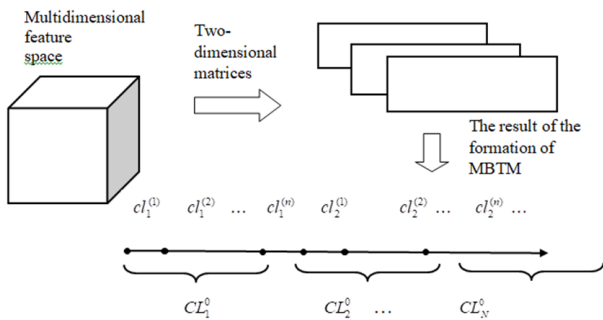 Multidimensional
feature
space
Two-
dimensional
matrices
The result of the
formation of
MBTM
cl₁⁽¹⁾ cl₁⁽²⁾ … cl₁⁽ⁿ⁾ cl₂⁽¹⁾ cl₂⁽²⁾ … cl₂⁽ⁿ⁾ …
CL₁⁰ CL₂⁰ … CL_N⁰